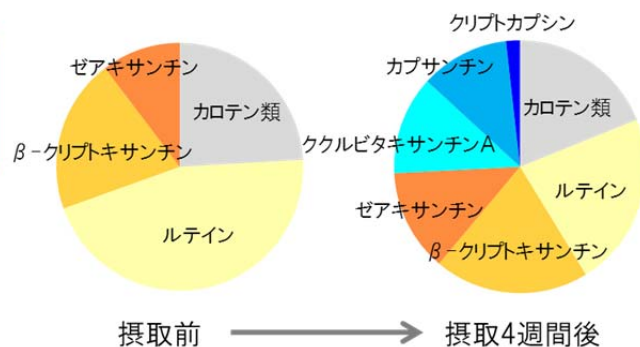 ゼアキサンチン
カロテン類
β-クリプトキサンチン
ルテイン
クリプトカプシン
カプサンチン
カロテン類
ククルビタキサンチンA
ルテイン
ゼアキサンチン
β-クリプトキサンチン
摂取前
摂取4週間後